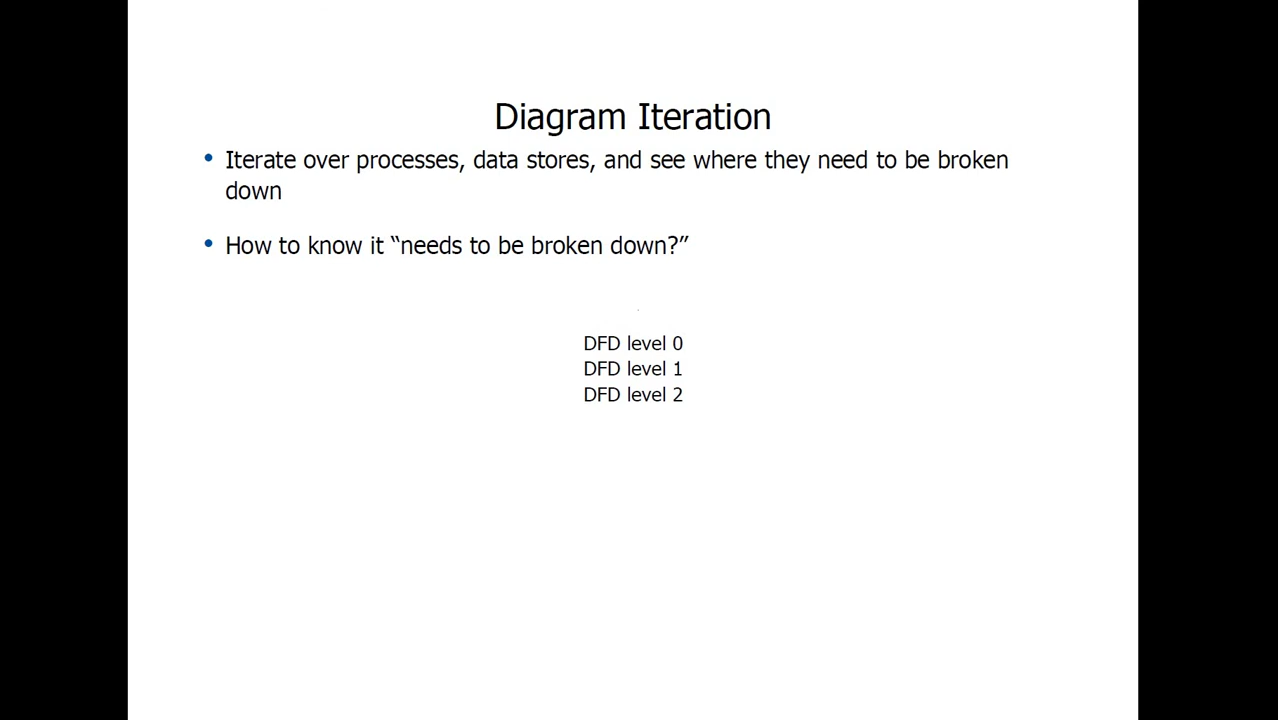 Diagram Iteration
• Iterate over processes, data stores, and see where they need to be broken
down
• How to know it “needs to be broken down?”
DFD level 0
DFD level 1
DFD level 2